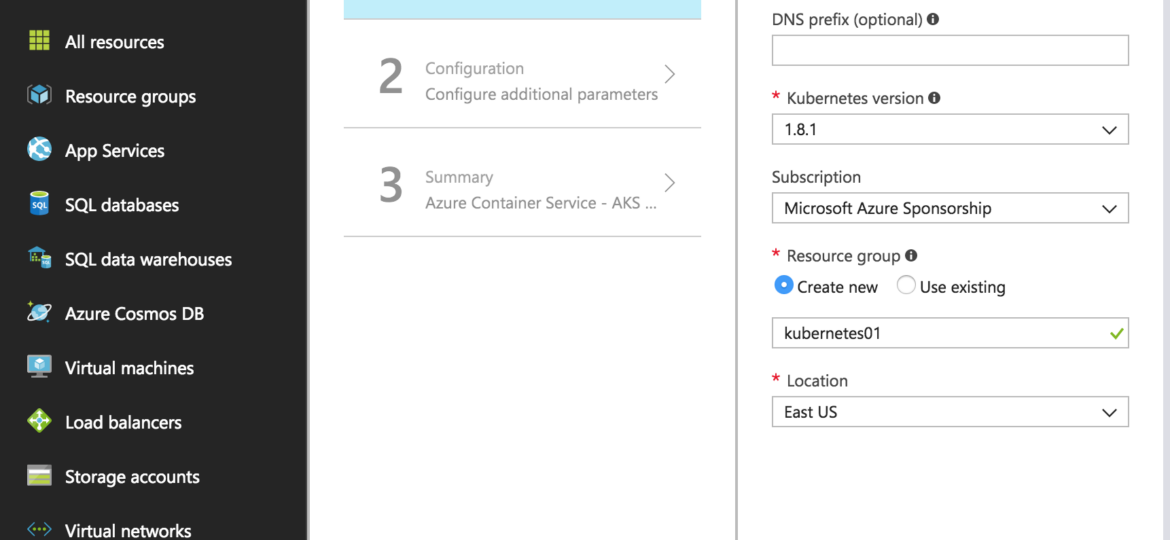 All resources
Resource groups
App Services
SQL
SQL databases
SQL data warehouses
Azure Cosmos DB
Virtual machines
Load balancers
Storage accounts
Virtual networks
2
Configuration
Configure additional parameters
3
Summary
Azure Container Service - AKS ...
DNS prefix (optional)
* Kubernetes version
1.8.1
Subscription
Microsoft Azure Sponsorship
* Resource group
Create new Use existing
kubernetes01
* Location
East US